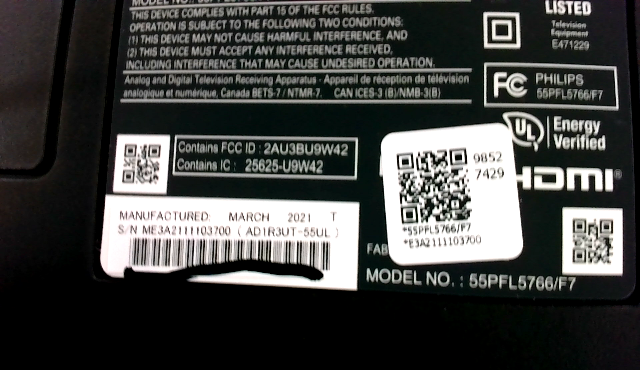 THIS DEVICE COMPLIES WITH PART 15 OF THE FCC RULES.
OPERATION IS SUBJECT TO THE FOLLOWING TWO CONDITIONS:
(1) THIS DEVICE MAY NOT CAUSE HARMFUL INTERFERENCE, AND
(2) THIS DEVICE MUST ACCEPT ANY INTERFERENCE RECEIVED,
INCLUDING INTERFERENCE THAT MAY CAUSE UNDESIRED OPERATION.
Analog and Digital Television Receiving Apparatus - Appareil de réception de télévision
analogique et numérique, Canada BETS-7 / NTMR-7. CAN ICES-3 (B)/NMB-3(B)
LISTED
Television
Equipment
E471229
FC PHILIPS
55PFL5766/F7
UL Energy
Verified
HDMI®
Contains FCC ID : 2AU3BU9W42
Contains IC : 25625-U9W42
9852
7429
*55PFL5766/F7
*E3A2111103700
MANUFACTURED: MARCH 2021 T
S/N ME3A2111103700 ( AD1R3UT-55UL )
FAB
MODEL NO. : 55PFL5766/F7